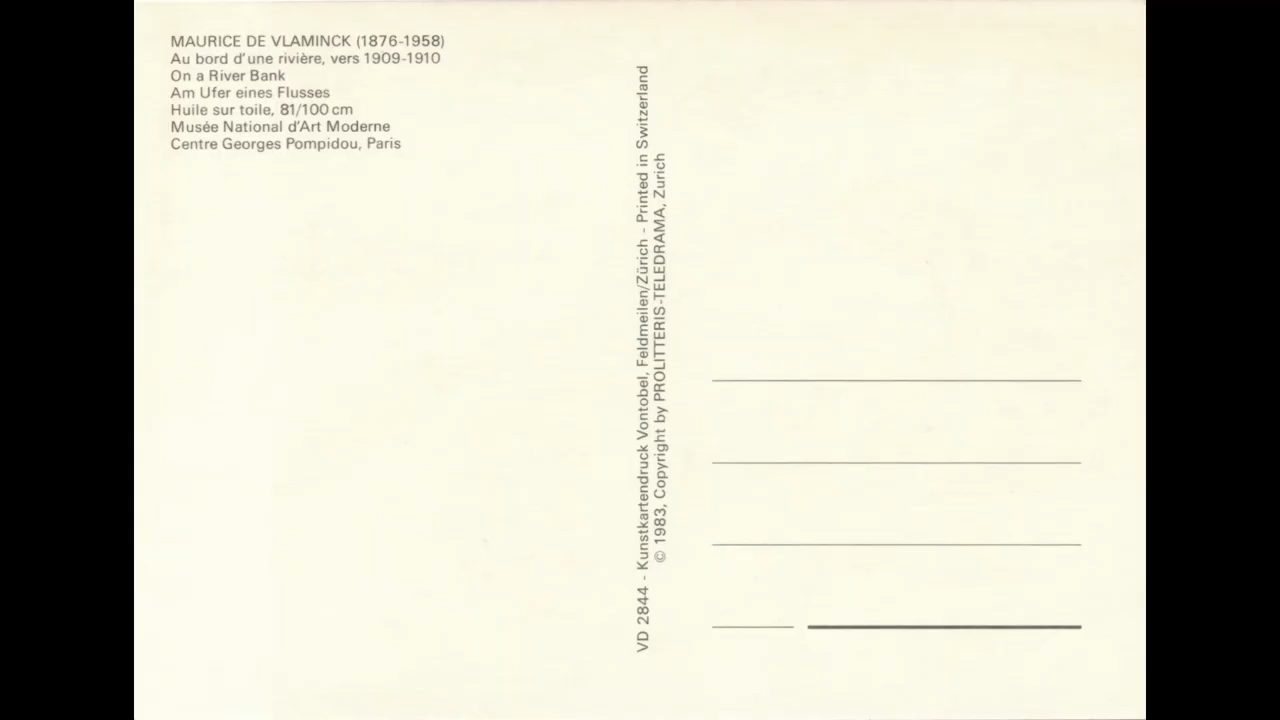 MAURICE DE VLAMINCK (1876-1958)
Au bord d'une rivière, vers 1909-1910
On a River Bank
Am Ufer eines Flusses
Huile sur toile, 81/100 cm
Musée National d'Art Moderne
Centre Georges Pompidou, Paris
VD 2844 - Kunstkartendruck Vontobel, Feldmeilen/Zürich - Printed in Switzerland
© 1983, Copyright by PROLITTERIS-TELEDRAMA, Zurich